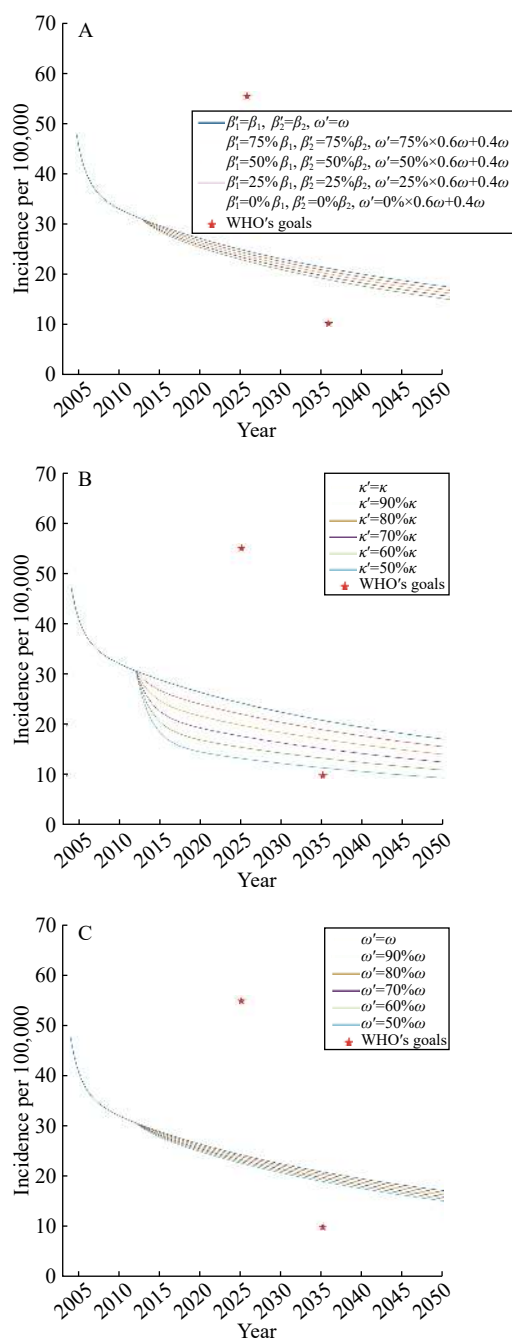 A
70
60
50
40
30
20
10
0
Incidence per 100,000
β′₁=β₁, β′₂=β₂, ω′=ω
β′₁=75%β₁, β′₂=75%β₂, ω′=75%×0.6ω+0.4ω
β′₁=50%β₁, β′₂=50%β₂, ω′=50%×0.6ω+0.4ω
β′₁=25%β₁, β′₂=25%β₂, ω′=25%×0.6ω+0.4ω
β′₁=0%β₁, β′₂=0%β₂, ω′=0%×0.6ω+0.4ω
WHO's goals
2005 2010 2015 2020 2025 2030 2035 2040 2045 2050
Year
B
70
60
50
40
30
20
10
0
Incidence per 100,000
κ′=κ
κ′=90%κ
κ′=80%κ
κ′=70%κ
κ′=60%κ
κ′=50%κ
WHO's goals
2005 2010 2015 2020 2025 2030 2035 2040 2045 2050
Year
C
70
60
50
40
30
20
10
0
Incidence per 100,000
ω′=ω
ω′=90%ω
ω′=80%ω
ω′=70%ω
ω′=60%ω
ω′=50%ω
WHO's goals
2005 2010 2015 2020 2025 2030 2035 2040 2045 2050
Year